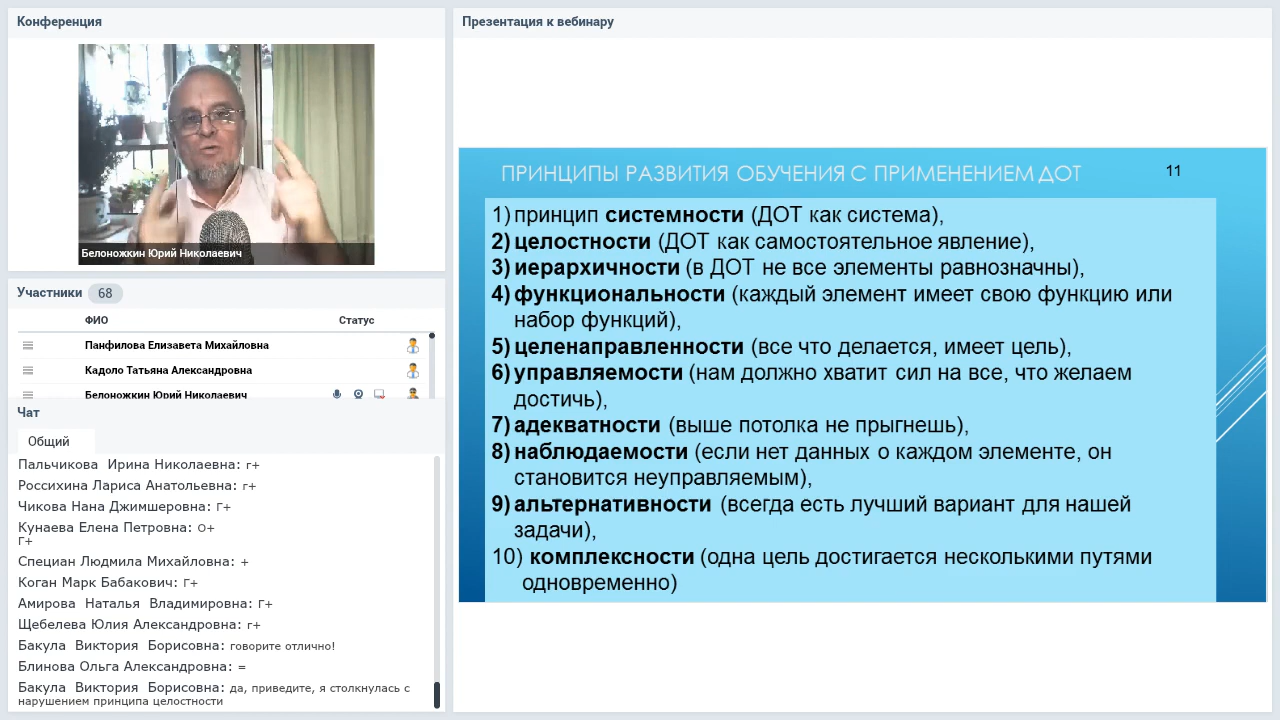 Конференция
Белоножкин Юрий Николаевич
Участники 68
ФИО Статус
Панфилова Елизавета Михайловна
Кадоло Татьяна Александровна
Белоножкин Юрий Николаевич
Чат
Общий
Пальчикова Ирина Николаевна: г+
Россихина Лариса Анатольевна: г+
Чикова Нана Джимшеровна: Г+
Кунаева Елена Петровна: О+
Г+
Специан Людмила Михайловна: +
Коган Марк Бабакович: Г+
Амирова Наталья Владимировна: Г+
Щебелева Юлия Александровна: г+
Бакула Виктория Борисовна: говорите отлично!
Блинова Ольга Александровна: =
Бакула Виктория Борисовна: да, приведите, я столкнулась с
нарушением принципа целостности
Презентация к вебинару
ПРИНЦИПЫ РАЗВИТИЯ ОБУЧЕНИЯ С ПРИМЕНЕНИЕМ ДОТ 11
1) принцип системности (ДОТ как система),
2) целостности (ДОТ как самостоятельное явление),
3) иерархичности (в ДОТ не все элементы равнозначны),
4) функциональности (каждый элемент имеет свою функцию или
набор функций),
5) целенаправленности (все что делается, имеет цель),
6) управляемости (нам должно хватит сил на все, что желаем
достичь),
7) адекватности (выше потолка не прыгнешь),
8) наблюдаемости (если нет данных о каждом элементе, он
становится неуправляемым),
9) альтернативности (всегда есть лучший вариант для нашей
задачи),
10) комплексности (одна цель достигается несколькими путями
одновременно)